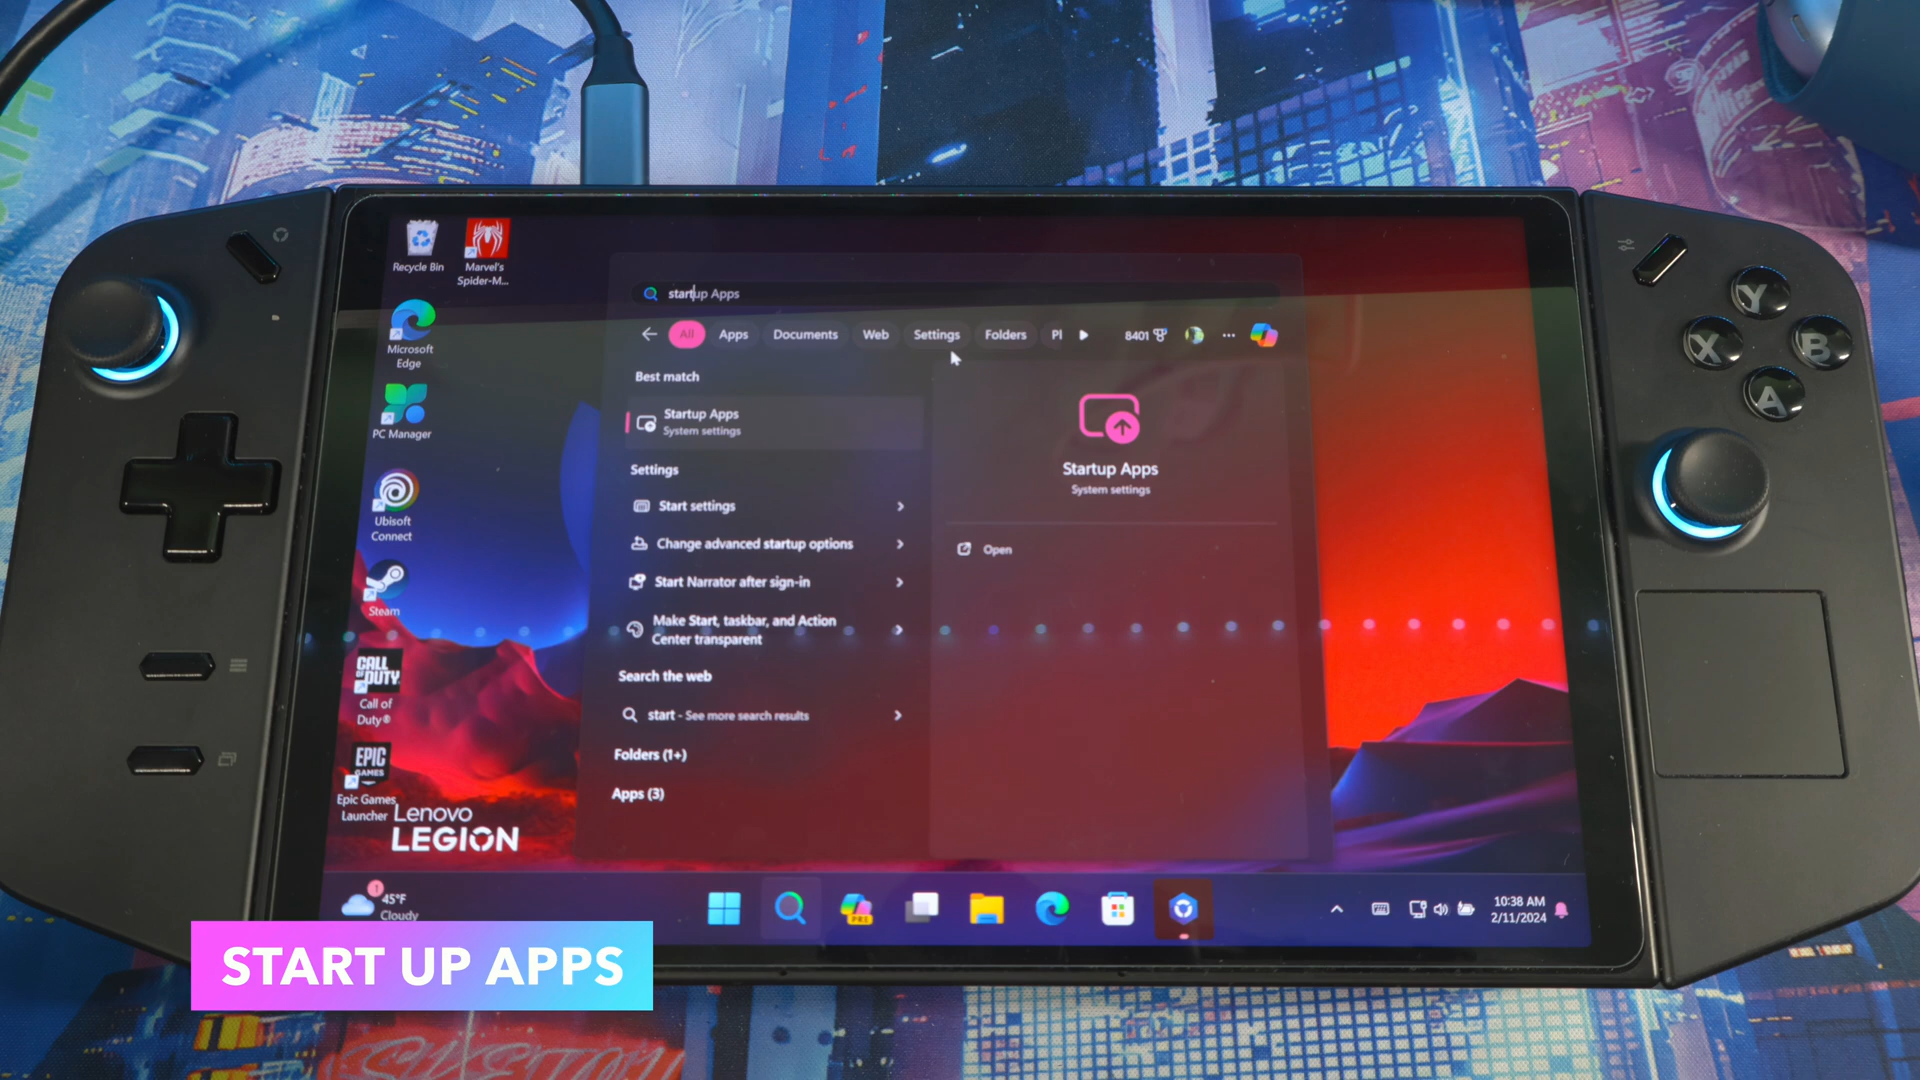 Recycle Bin
Marvel's
Spider-M...
Microsoft
Edge
PC Manager
Ubisoft
Connect
Steam
CALL OF DUTY
Call of
Duty®
EPIC
GAMES
Epic Games
Launcher
Lenovo
LEGION
startup Apps
All
Apps
Documents
Web
Settings
Folders
8401
Best match
Startup Apps
System settings
Settings
Start settings
Change advanced startup options
Start Narrator after sign-in
Make Start, taskbar, and Action
Center transparent
Search the web
start - See more search results
Folders (1+)
Apps (3)
Startup Apps
System settings
Open
1
45°F
Cloudy
PRE
10:38 AM
2/11/2024
Y
X
B
A
START UP APPS